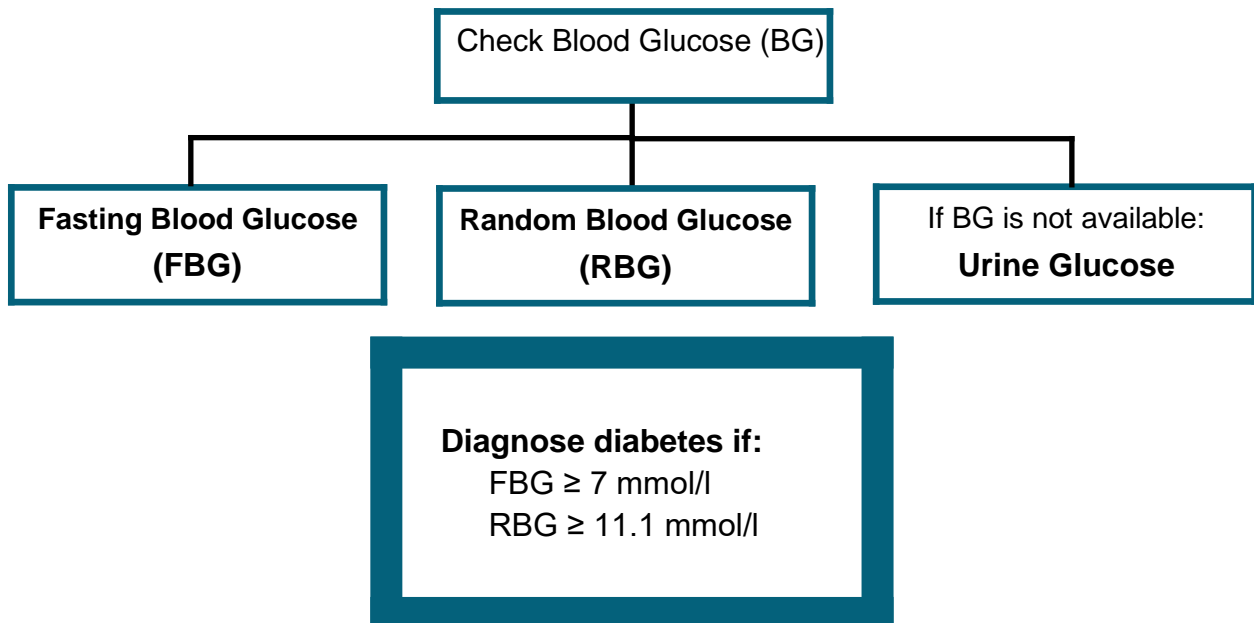 Check Blood Glucose (BG)
Fasting Blood Glucose
(FBG)
Random Blood Glucose
(RBG)
If BG is not available:
Urine Glucose
Diagnose diabetes if:
FBG ≥ 7 mmol/l
RBG ≥ 11.1 mmol/l